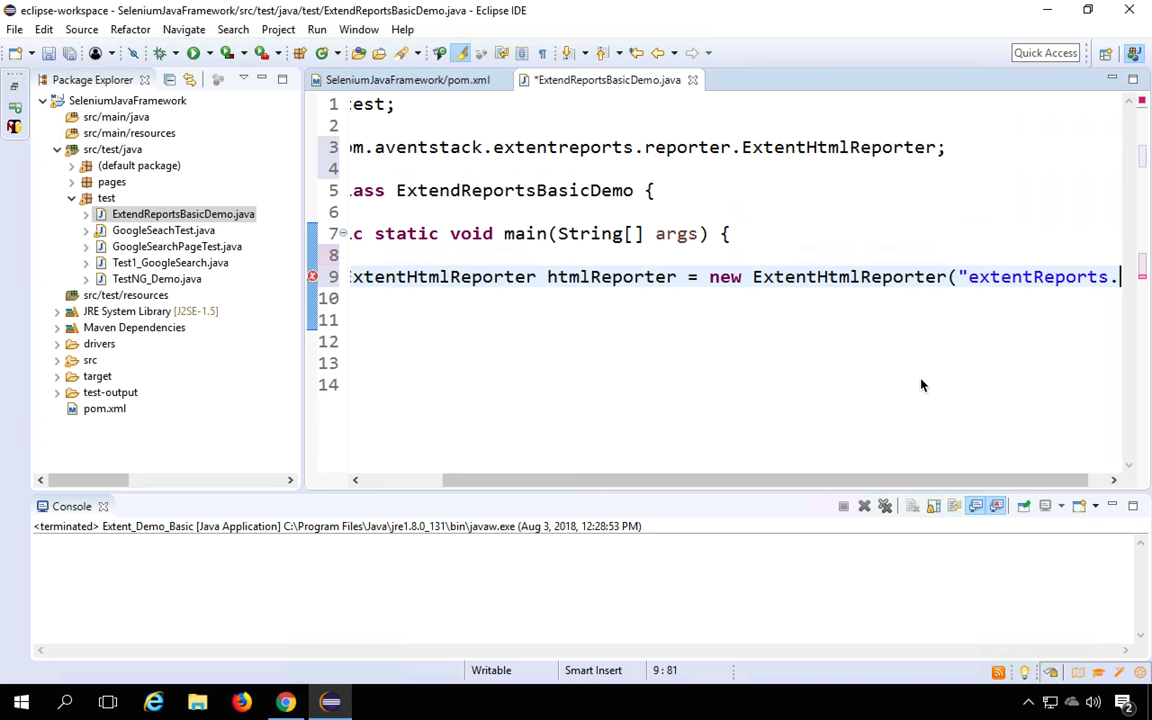 eclipse-workspace - SeleniumJavaFramework/src/test/java/test/ExtendReportsBasicDemo.java - Eclipse IDE
File Edit Source Refactor Navigate Search Project Run Window Help
Quick Access
Package Explorer
SeleniumJavaFramework/pom.xml
*ExtendReportsBasicDemo.java
SeleniumJavaFramework
src/main/java
src/main/resources
src/test/java
(default package)
pages
test
ExtendReportsBasicDemo.java
GoogleSeachTest.java
GoogleSearchPageTest.java
Test1_GoogleSearch.java
TestNG_Demo.java
src/test/resources
JRE System Library [J2SE-1.5]
Maven Dependencies
drivers
src
target
test-output
pom.xml
1 :est;
2
3 om.aventstack.extentreports.reporter.ExtentHtmlReporter;
4
5 lass ExtendReportsBasicDemo {
6
7 ic static void main(String[] args) {
8
9 ExtentHtmlReporter htmlReporter = new ExtentHtmlReporter("extentReports.
10
11
12
13
14
Console
<terminated> Extent_Demo_Basic [Java Application] C:\Program Files\Java\jre1.8.0_131\bin\javaw.exe (Aug 3, 2018, 12:28:53 PM)
Writable Smart Insert 9 : 81
2